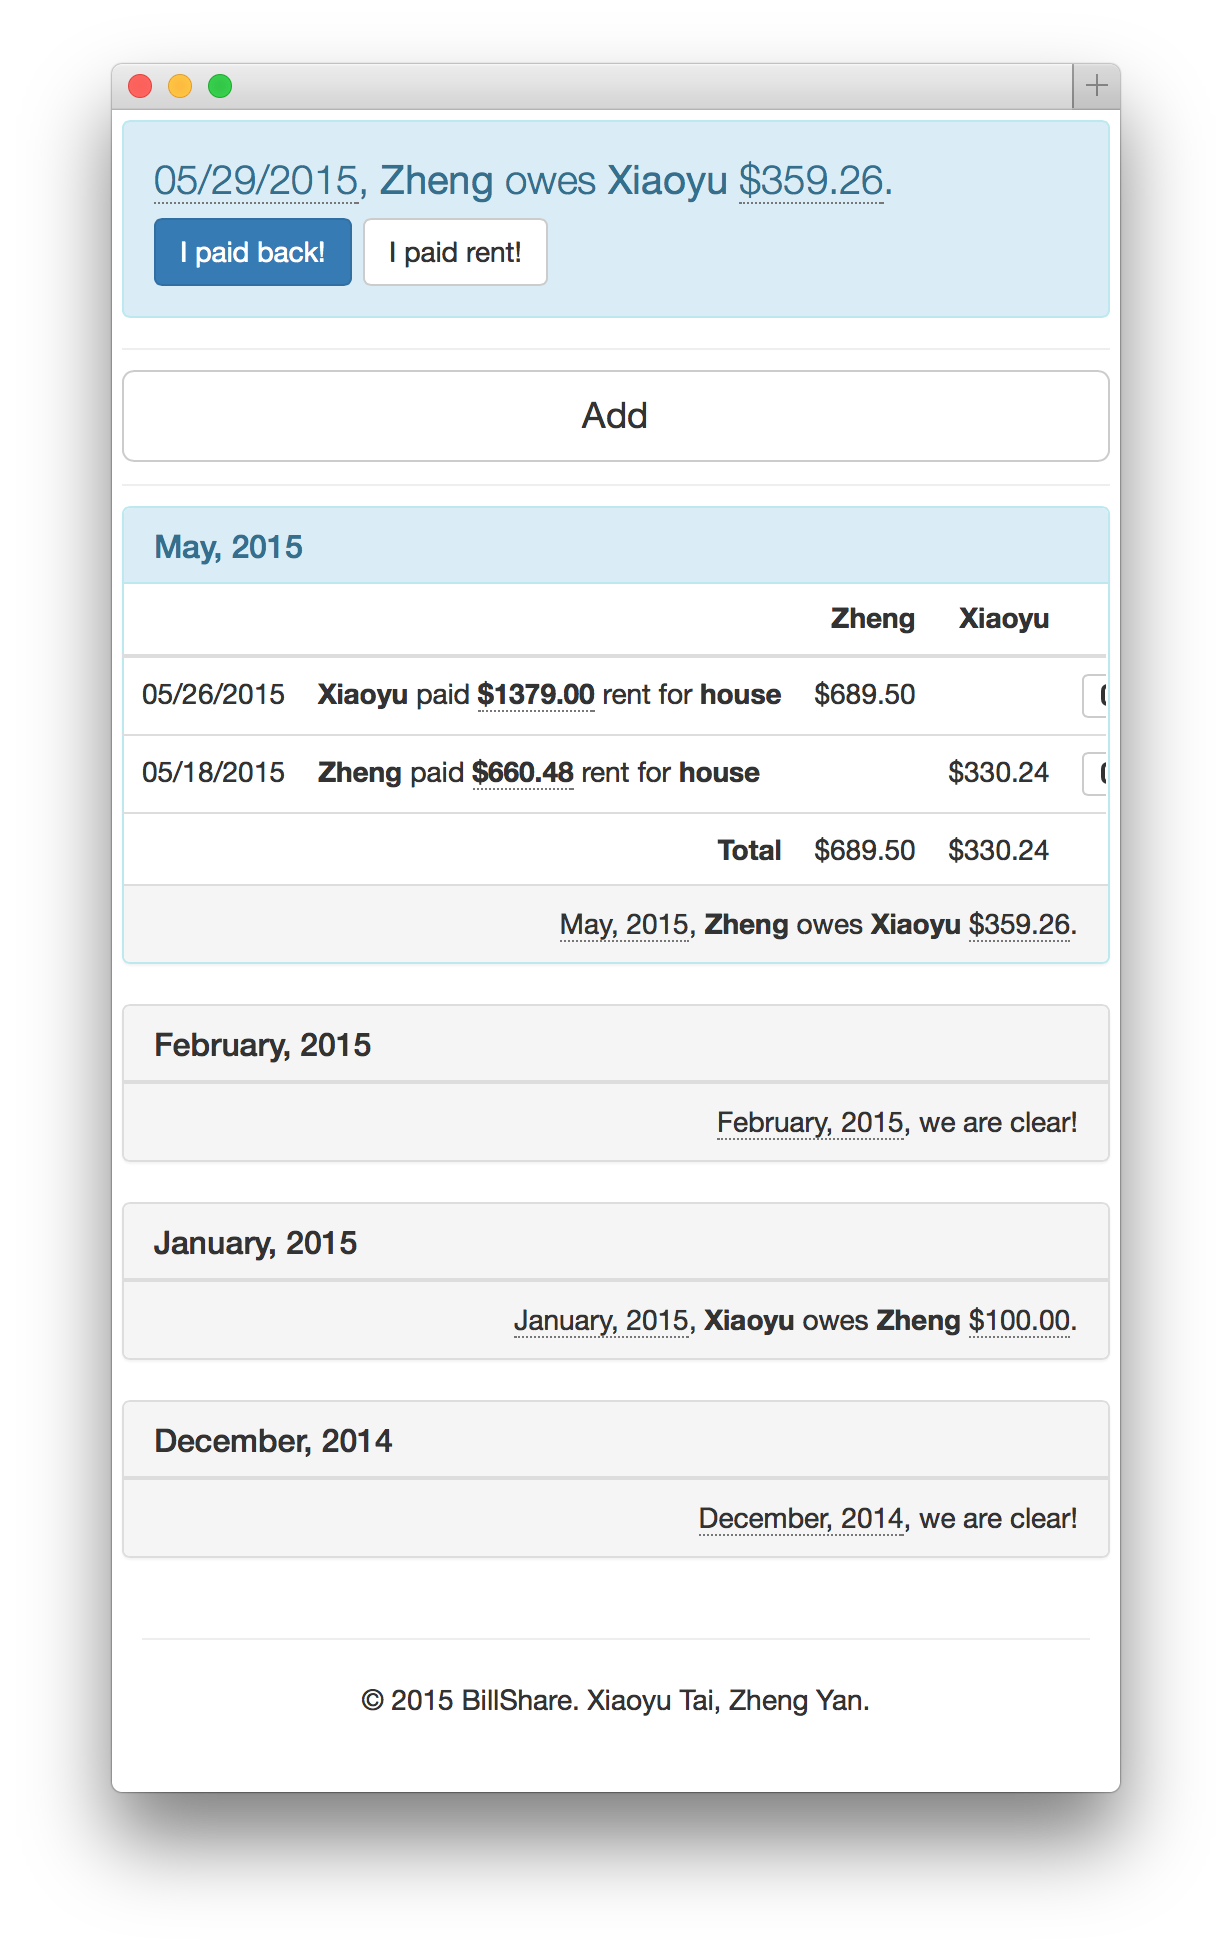 05/29/2015, Zheng owes Xiaoyu $359.26.
I paid back! I paid rent!
Add
May, 2015
Zheng Xiaoyu
05/26/2015 Xiaoyu paid $1379.00 rent for house $689.50
05/18/2015 Zheng paid $660.48 rent for house $330.24
Total $689.50 $330.24
May, 2015, Zheng owes Xiaoyu $359.26.
February, 2015
February, 2015, we are clear!
January, 2015
January, 2015, Xiaoyu owes Zheng $100.00.
December, 2014
December, 2014, we are clear!
© 2015 BillShare. Xiaoyu Tai, Zheng Yan.